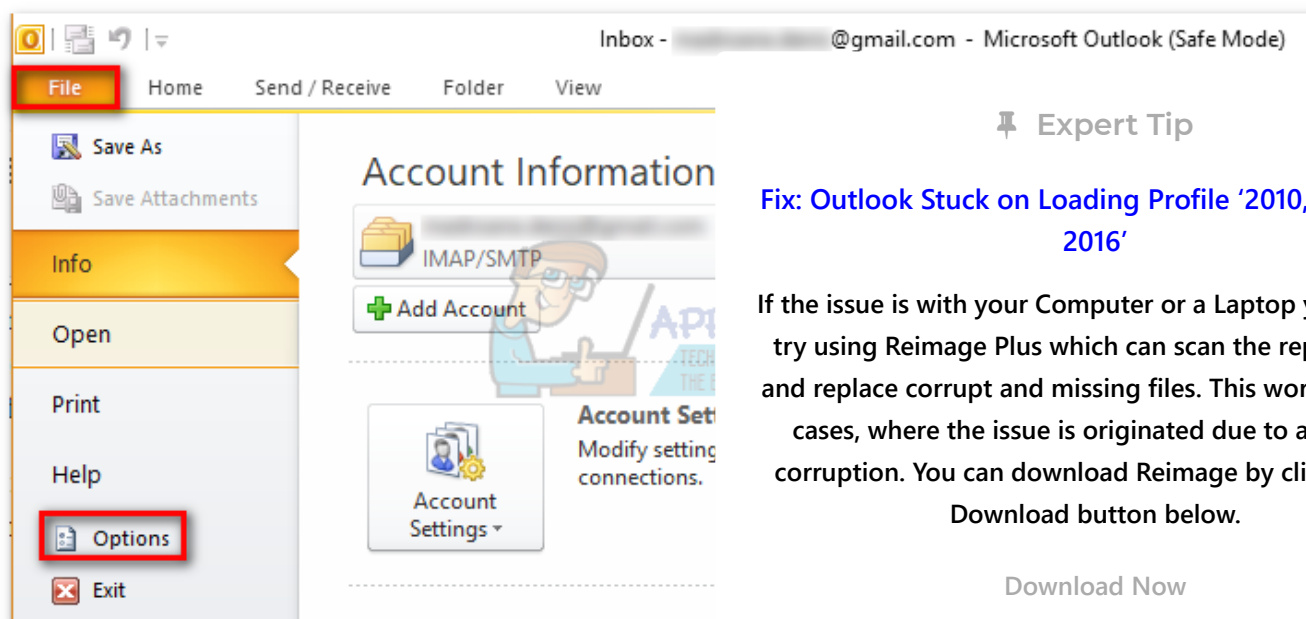 Inbox - @gmail.com - Microsoft Outlook (Safe Mode)
File Home Send / Receive Folder View
Save As
Save Attachments
Info
Open
Print
Help
Options
Exit
Account Information
IMAP/SMTP
Add Account
Account Settings
Account Set
Modify setting
connections.
TECH
THE
Expert Tip
Fix: Outlook Stuck on Loading Profile ‘2010,
2016’
If the issue is with your Computer or a Laptop y
try using Reimage Plus which can scan the rep
and replace corrupt and missing files. This wor
cases, where the issue is originated due to a
corruption. You can download Reimage by cli
Download button below.
Download Now